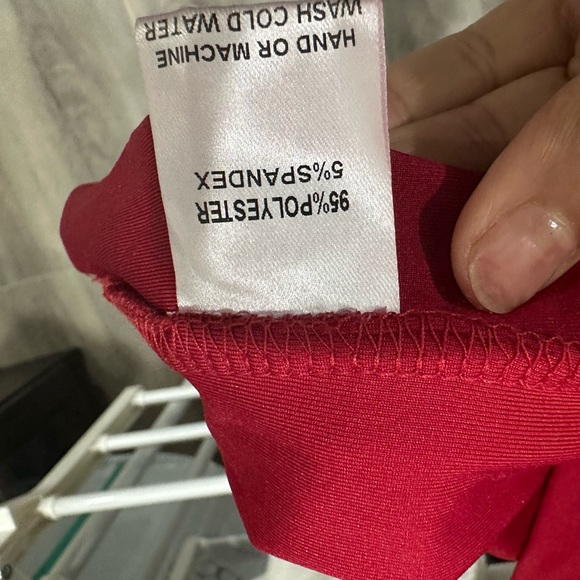 95%POLYESTER
5%SPANDEX
HAND OR MACHINE
WASH COLD WATER